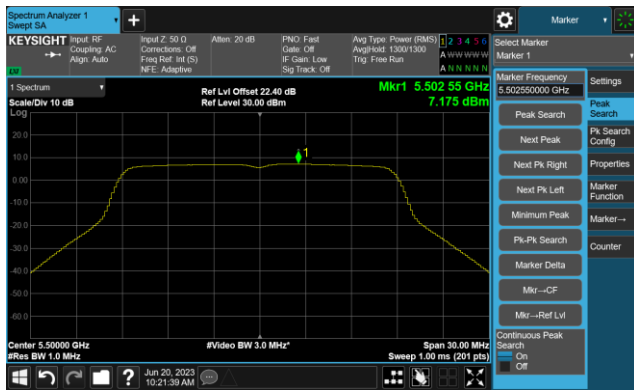 Spectrum Analyzer 1
Swept SA
Marker
KEYSIGHT
Input: RF
Coupling: AC
Align: Auto
Input Z: 50 Ω
Corrections: Off
Freq Ref: Int (S)
NFE: Adaptive
Atten: 20 dB
PNO: Fast
Gate: Off
IF Gain: Low
Sig Track: Off
Avg Type: Power (RMS)
Avg|Hold: 1300/1300
Trig: Free Run
1 2 3 4 5 6
A W W W W W
A N N N N N
LXI
Select Marker
Marker 1
1 Spectrum
Scale/Div 10 dB
Log
Ref Lvl Offset 22.40 dB
Ref Level 30.00 dBm
Mkr1 5.502 55 GHz
7.175 dBm
Marker Frequency
5.502550000 GHz
Settings
Peak Search
Peak
Search
Next Peak
Pk Search
Config
Next Pk Right
Properties
Next Pk Left
Marker
Function
Minimum Peak
Marker→
Pk-Pk Search
Counter
Marker Delta
Mkr→CF
Mkr→Ref Lvl
Continuous Peak
Search
On
Off
20.0
10.0
0.00
-10.0
-20.0
-30.0
-40.0
-50.0
-60.0
1
Center 5.50000 GHz
#Res BW 1.0 MHz
#Video BW 3.0 MHz*
Span 30.00 MHz
Sweep 1.00 ms (201 pts)
Jun 20, 2023
10:21:39 AM